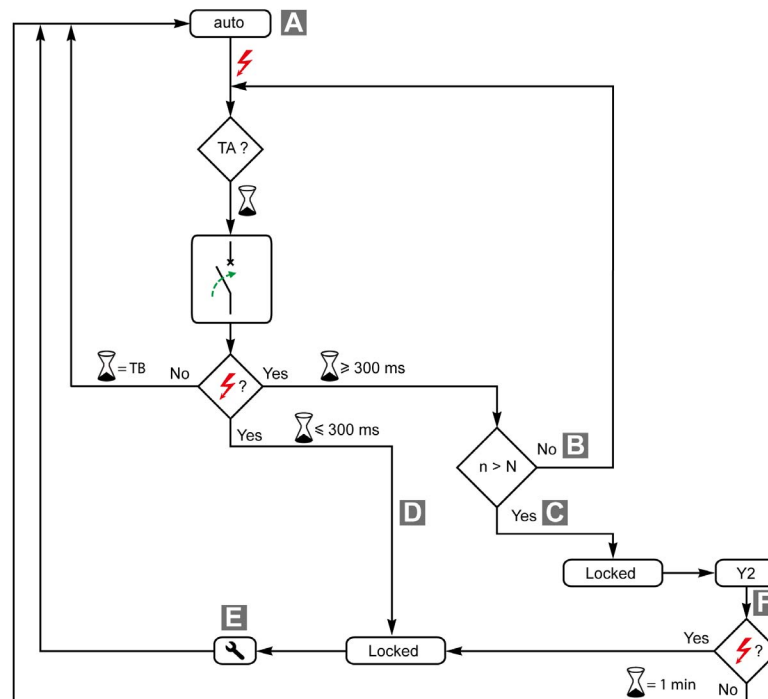 auto
A
TA ?
= TB
No
?
Yes
⩾ 300 ms
Yes
⩽ 300 ms
n > N
No
B
D
Yes
C
Locked
Y2
F
E
Locked
Yes
?
= 1 min
No